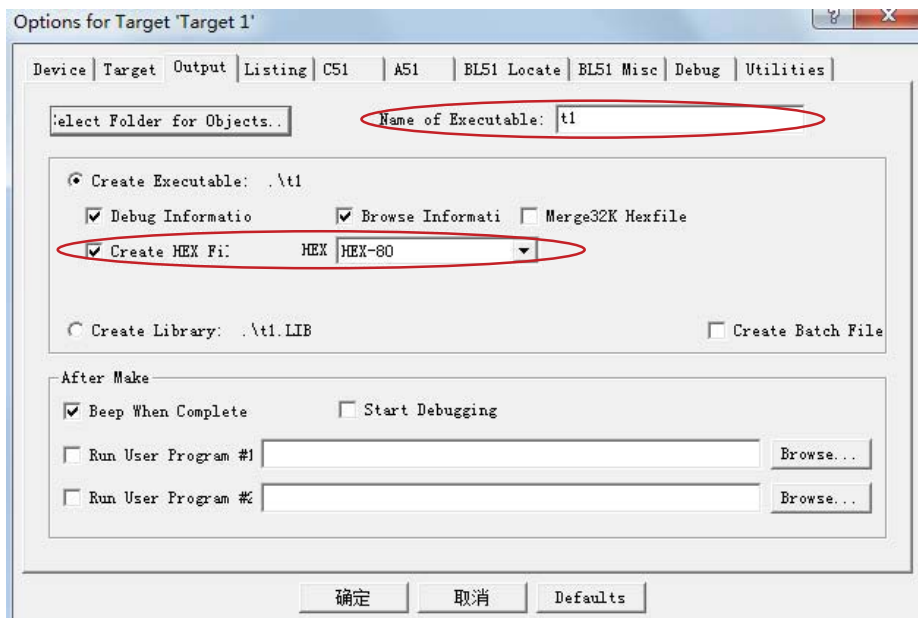 Options for Target 'Target 1'
Device Target Output Listing C51 A51 BL51 Locate BL51 Misc Debug Utilities
elect Folder for Objects.. Name of Executable: t1
Create Executable: .\t1
Debug Informatio Browse Informati Merge32K Hexfile
Create HEX Fi HEX HEX-80
Create Library: .\t1.LIB Create Batch File
After Make
Beep When Complete Start Debugging
Run User Program #1 Browse...
Run User Program #2 Browse...
确定 取消 Defaults